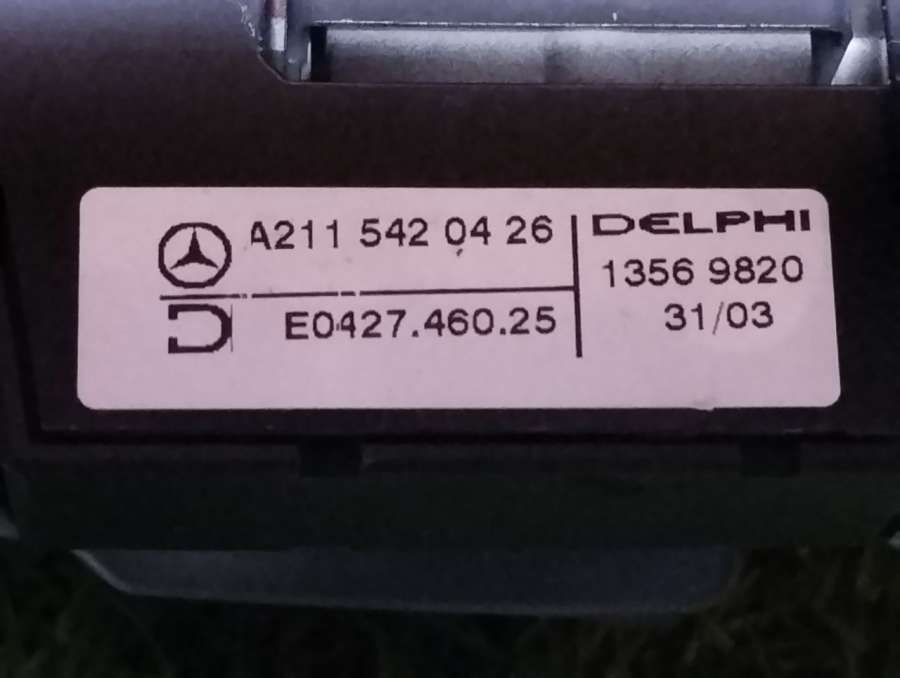 A211 542 04 26
E0427.460.25
DELPHI
1356 9820
31/03